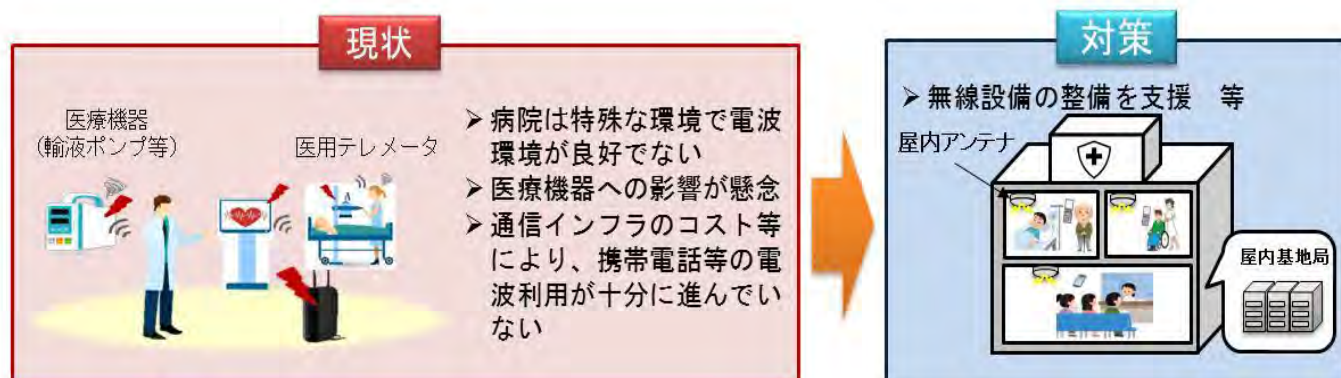 現状
医療機器
(輸液ポンプ等)
医用テレメータ
➢病院は特殊な環境で電波
環境が良好でない
➢医療機器への影響が懸念
➢通信インフラのコスト等
により、携帯電話等の電
波利用が十分に進んでい
ない
対策
➢無線設備の整備を支援　等
屋内アンテナ
屋内基地局